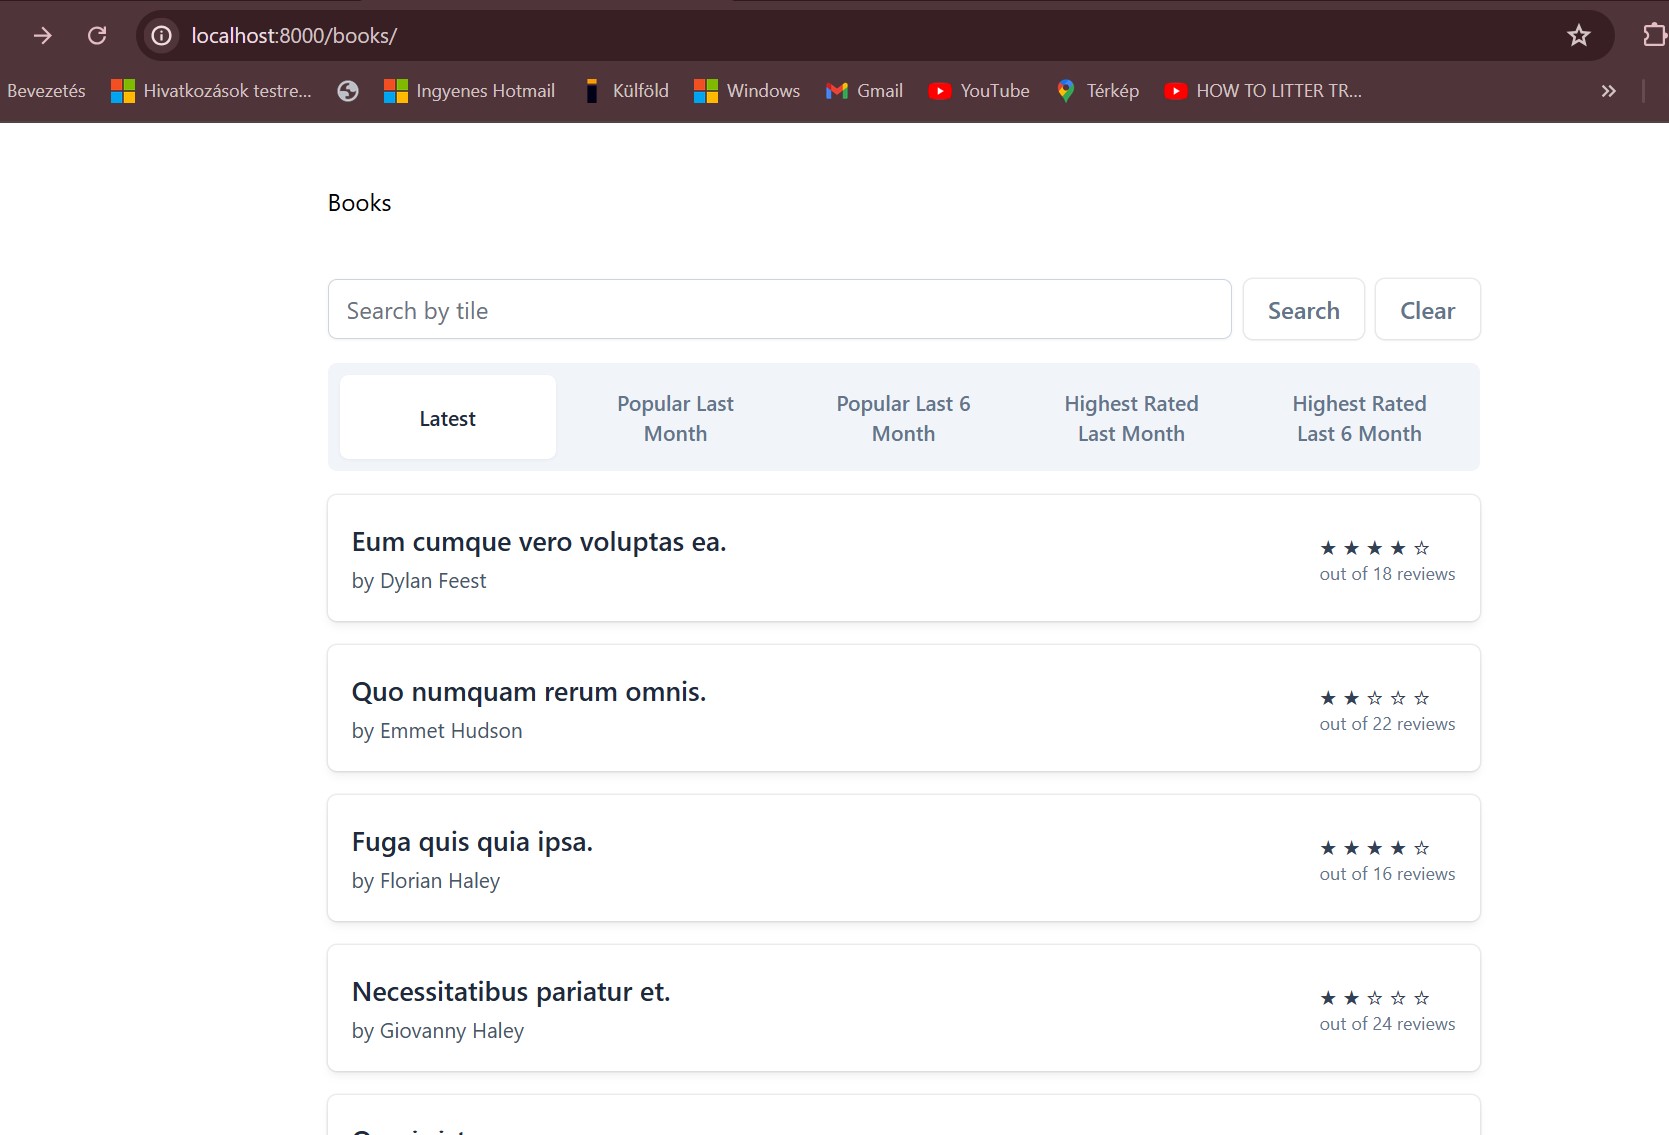 localhost:8000/books/
Bevezetés Hivatkozások testre... Ingyenes Hotmail Külföld Windows Gmail YouTube Térkép HOW TO LITTER TR...
Books
Search by tile Search Clear
Latest
Popular Last
Month
Popular Last 6
Month
Highest Rated
Last Month
Highest Rated
Last 6 Month
Eum cumque vero voluptas ea.
by Dylan Feest
★ ★ ★ ★ ☆
out of 18 reviews
Quo numquam rerum omnis.
by Emmet Hudson
★ ★ ☆ ☆ ☆
out of 22 reviews
Fuga quis quia ipsa.
by Florian Haley
★ ★ ★ ★ ☆
out of 16 reviews
Necessitatibus pariatur et.
by Giovanny Haley
★ ★ ☆ ☆ ☆
out of 24 reviews